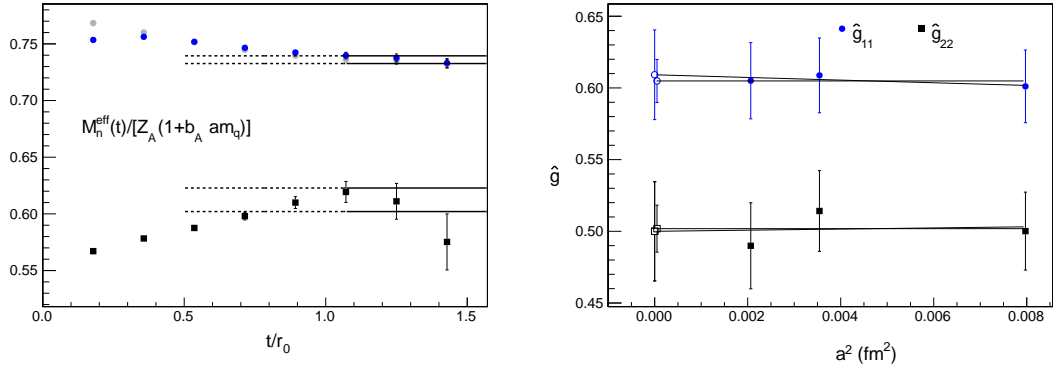 0.75
0.70
0.65
0.60
0.55
M_n^eff(t)/[Z_A(1+b_A am_q)]
0.0 0.5 1.0 1.5
t/r_0
0.65
0.60
0.55
0.50
0.45
ĝ
ĝ_11 ĝ_22
0.000 0.002 0.004 0.006 0.008
a^2 (fm^2)